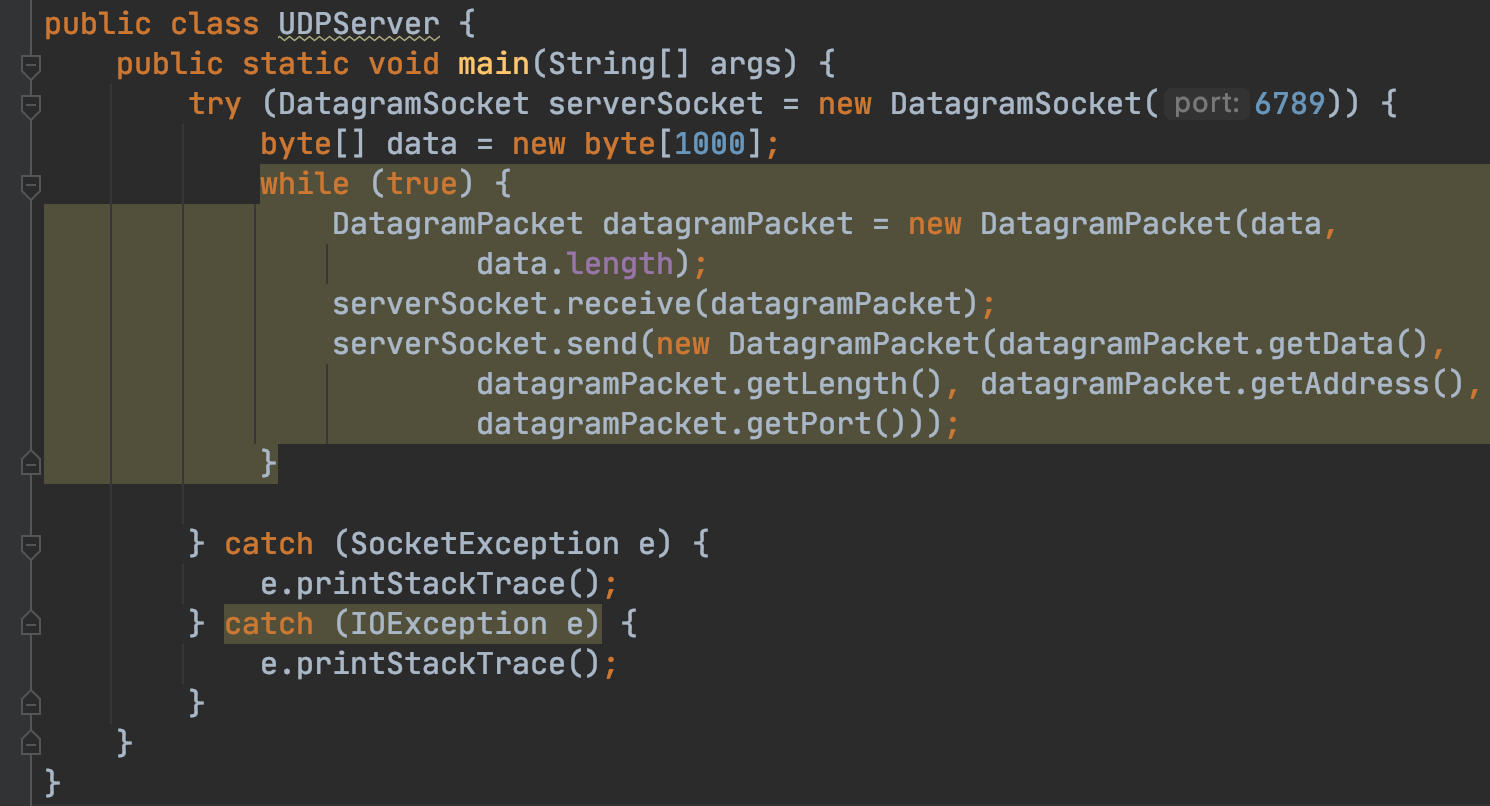 public class UDPServer {
    public static void main(String[] args) {
        try (DatagramSocket serverSocket = new DatagramSocket( port: 6789)) {
            byte[] data = new byte[1000];
            while (true) {
                DatagramPacket datagramPacket = new DatagramPacket(data,
                        data.length);
                serverSocket.receive(datagramPacket);
                serverSocket.send(new DatagramPacket(datagramPacket.getData(),
                        datagramPacket.getLength(), datagramPacket.getAddress(),
                        datagramPacket.getPort()));
            }
        } catch (SocketException e) {
            e.printStackTrace();
        } catch (IOException e) {
            e.printStackTrace();
        }
    }
}